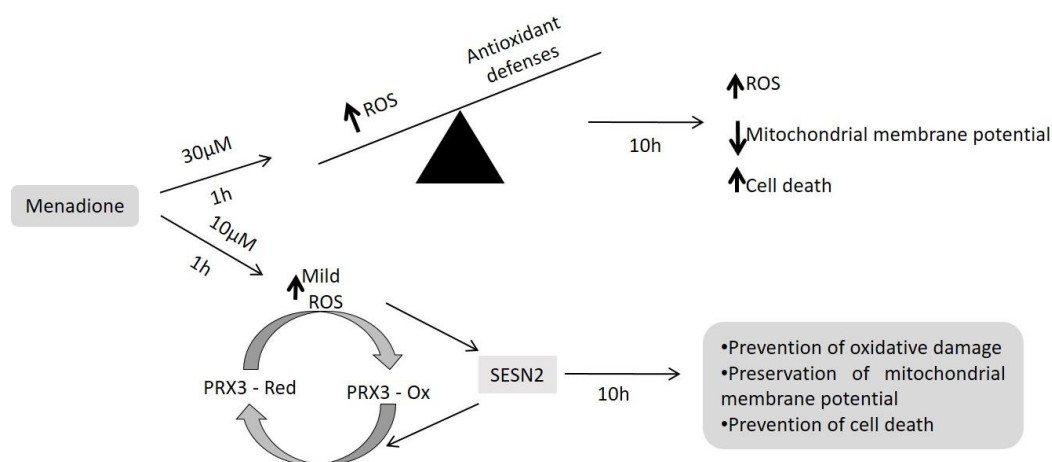 Antioxidant
defenses
ROS
30μM
1h
10h
ROS
Mitochondrial membrane potential
Cell death
Menadione
10μM
1h
Mild
ROS
PRX3 - Red
PRX3 - Ox
SESN2
10h
•Prevention of oxidative damage
•Preservation of mitochondrial
membrane potential
•Prevention of cell death